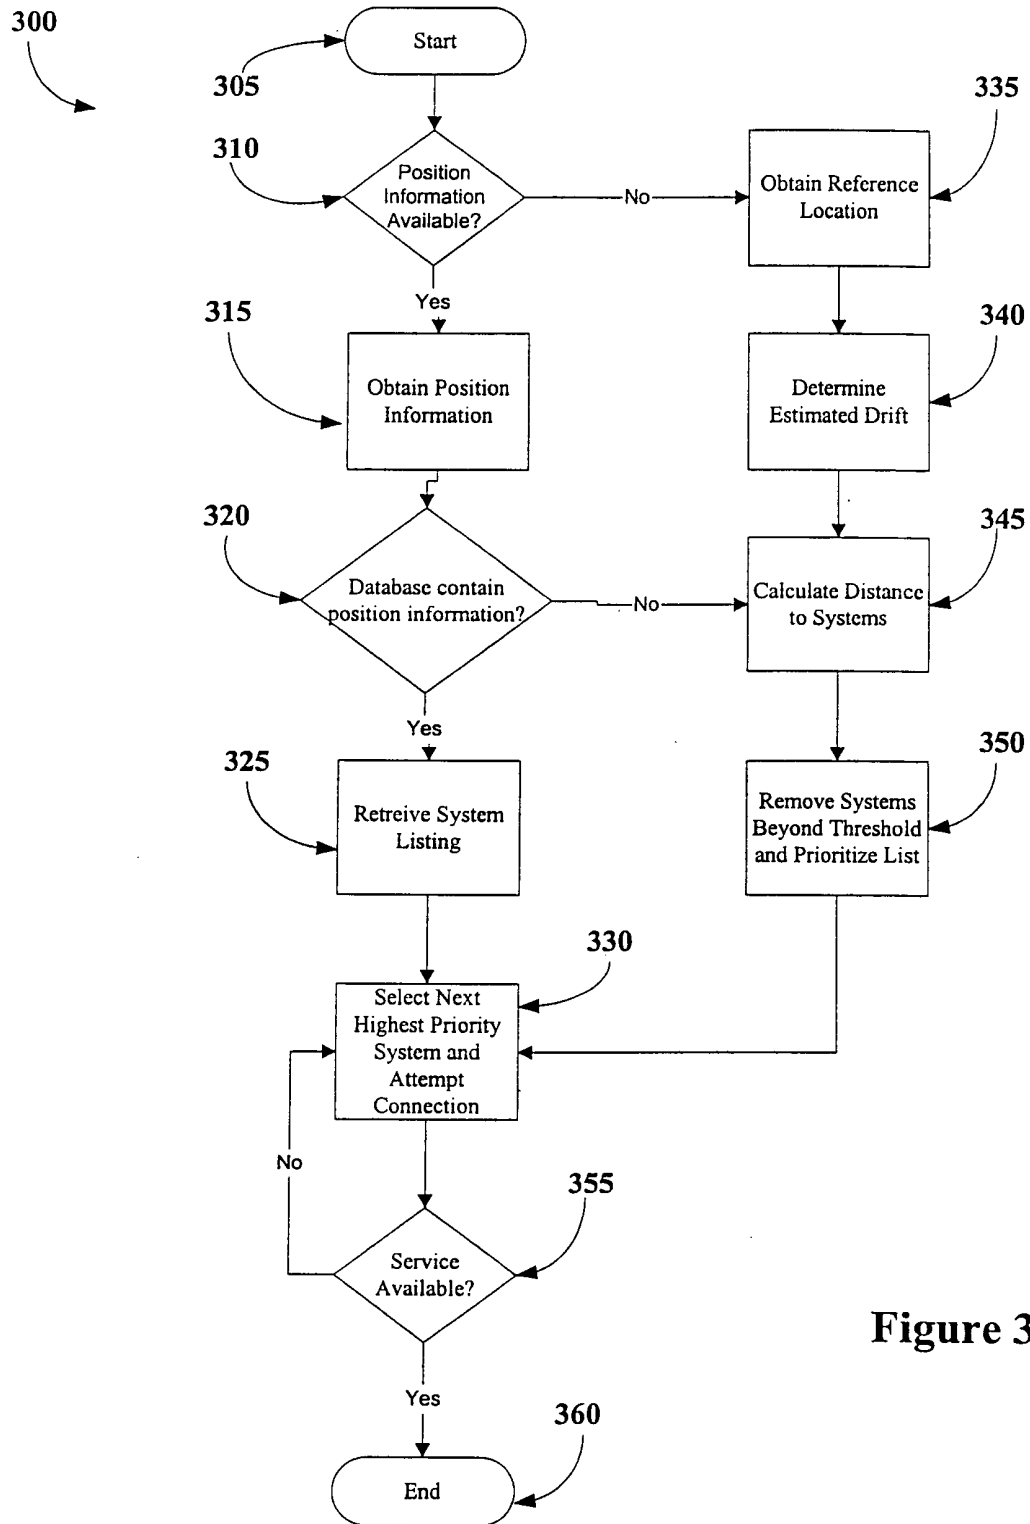 300
Start
305
335
310
Position
Information
Available?
No
Obtain Reference
Location
Yes
315
340
Obtain Position
Information
Determine
Estimated Drift
320
345
Database contain
position information?
No
Calculate Distance
to Systems
Yes
325
350
Retreive System
Listing
Remove Systems
Beyond Threshold
and Prioritize List
330
Select Next
Highest Priority
System and
Attempt
Connection
No
355
Service
Available?
Figure 3
Yes
360
End